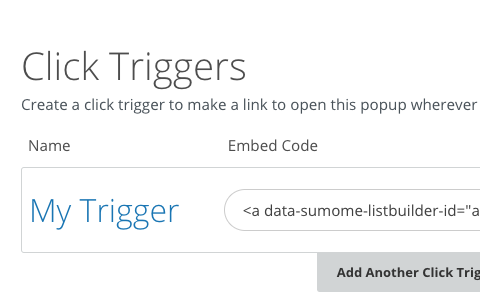 Click Triggers
Create a click trigger to make a link to open this popup wherever
Name Embed Code
My Trigger <a data-sumome-listbuilder-id="a
Add Another Click Trig